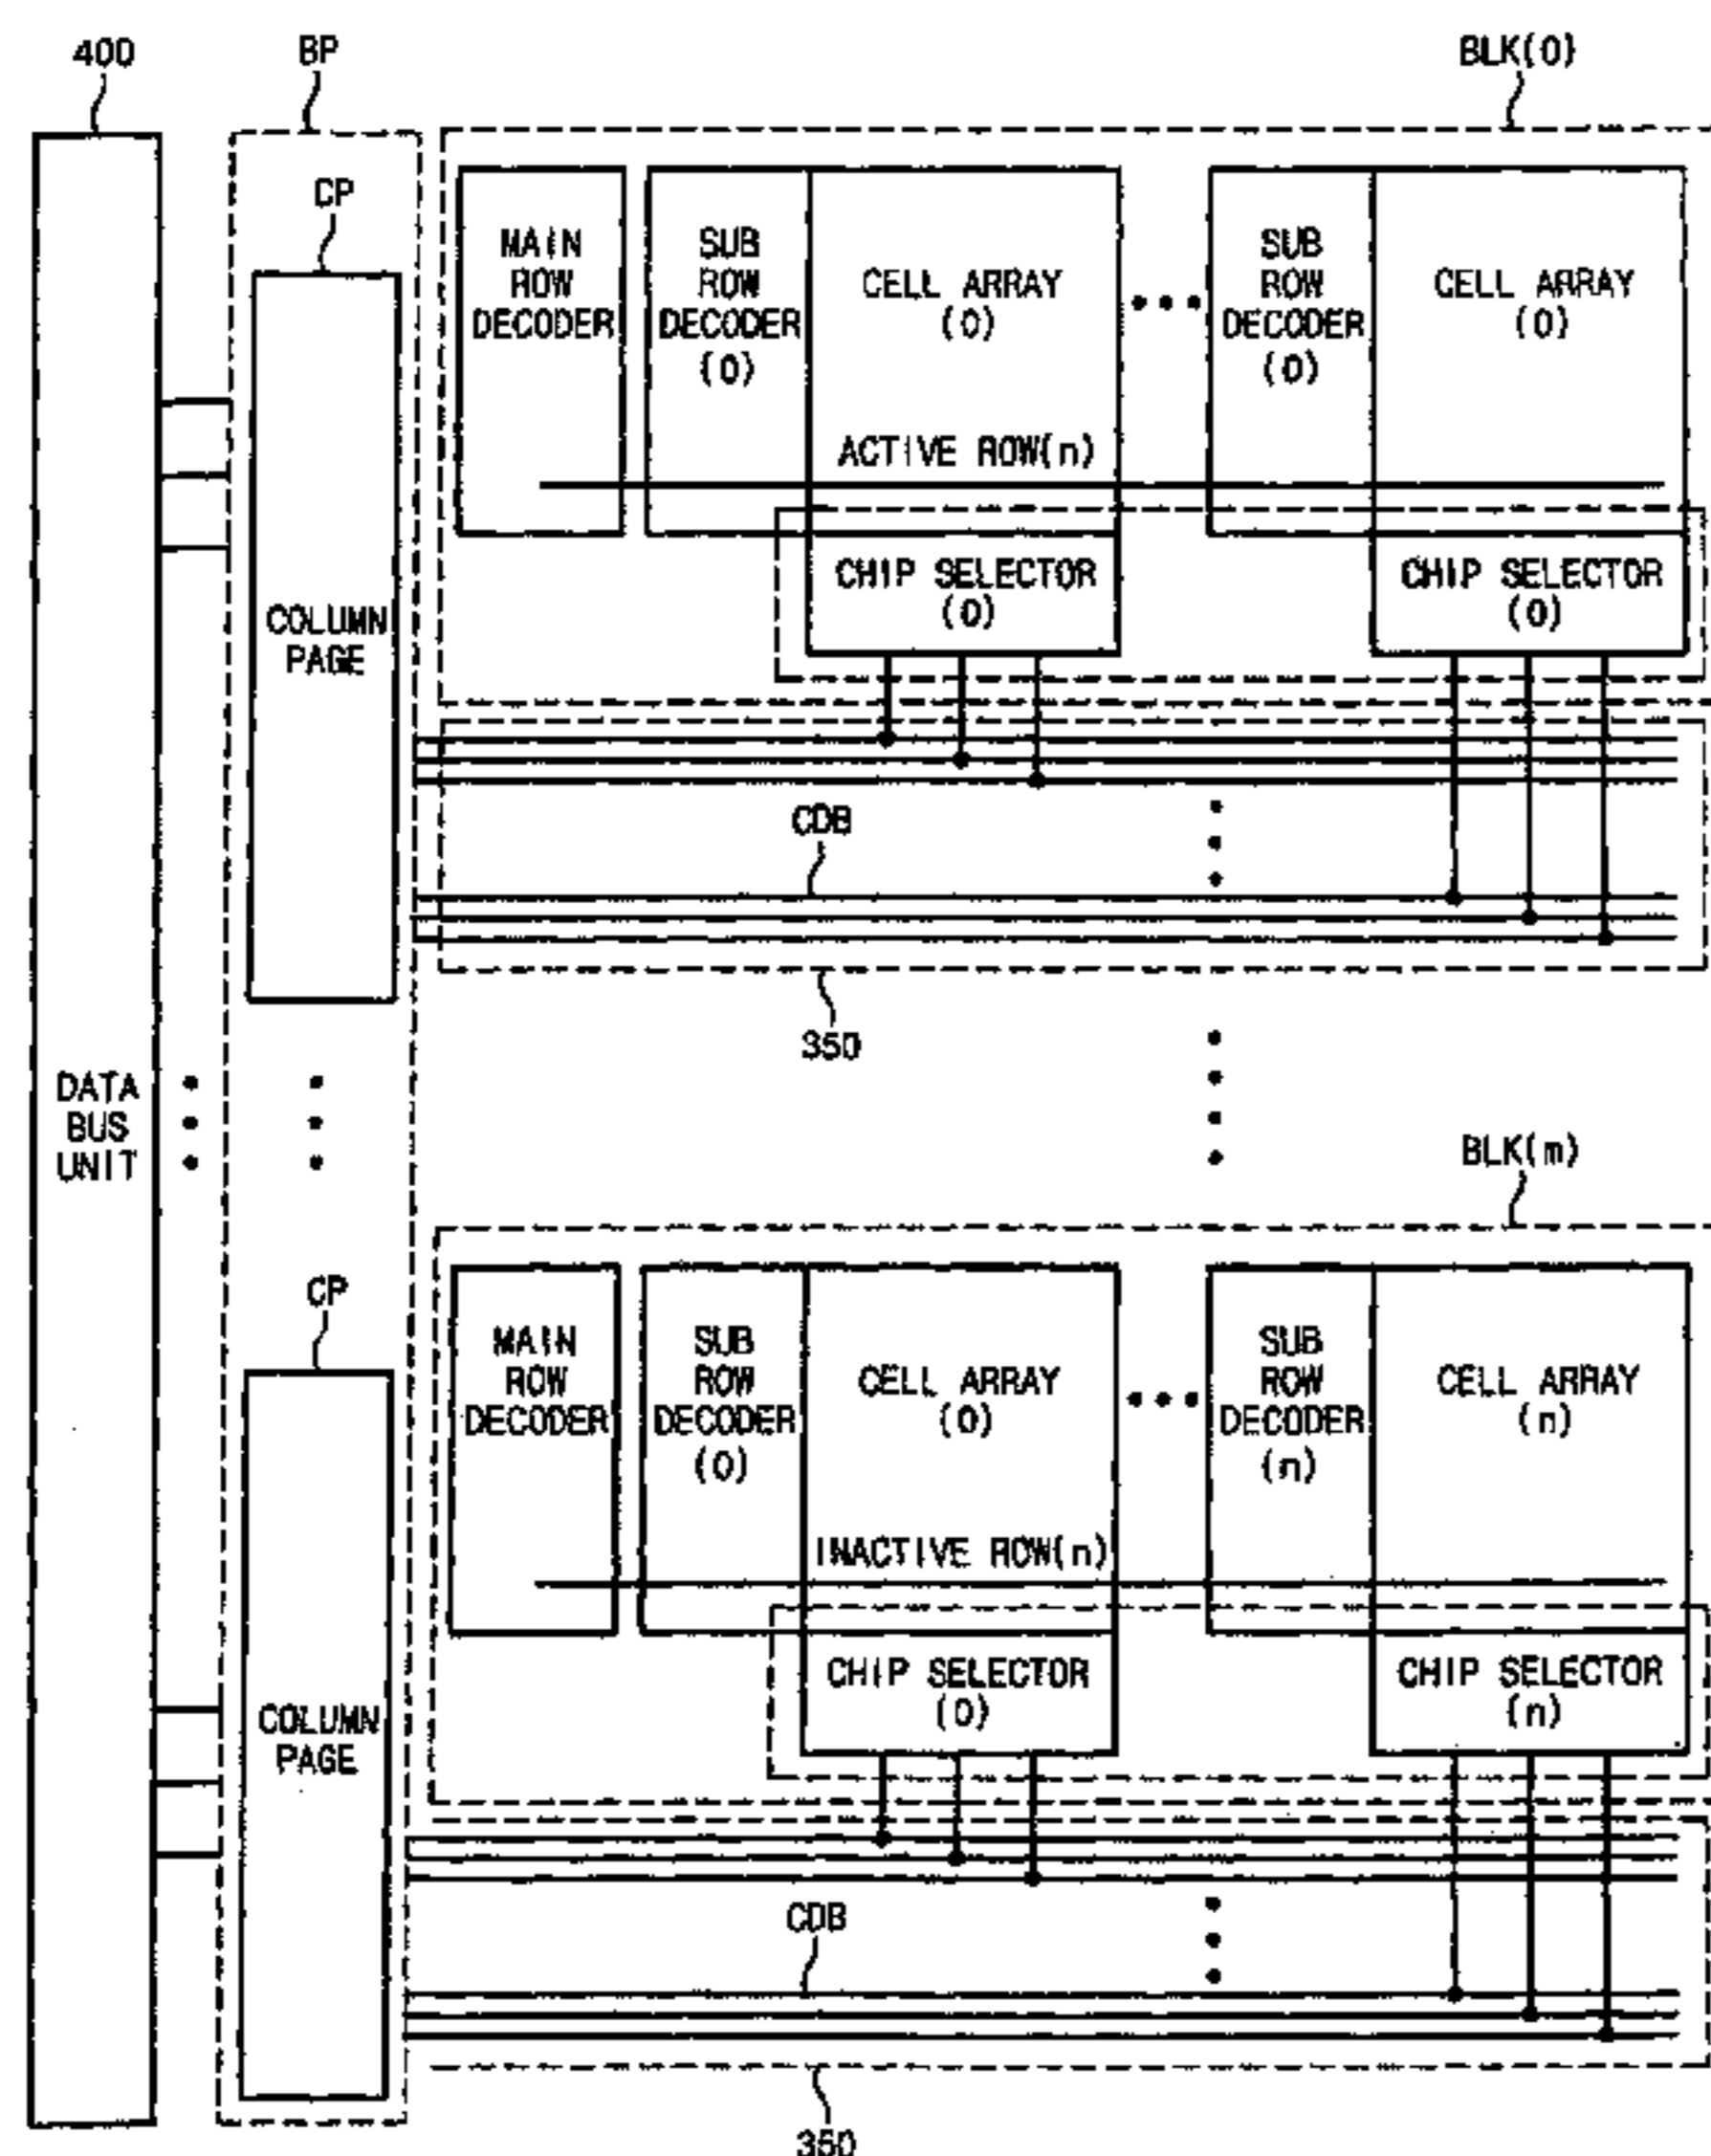 400
BP
BLK(0)
CP
MAIN
ROW
DECODER
SUB
ROW
DECODER
(0)
CELL ARRAY
(0)
SUB
ROW
DECODER
(0)
CELL ARRAY
(0)
ACTIVE ROW(n)
CHIP SELECTOR
(0)
CHIP SELECTOR
(0)
COLUMN
PAGE
CDB
350
DATA
BUS
UNIT
BLK(m)
CP
MAIN
ROW
DECODER
SUB
ROW
DECODER
(0)
CELL ARRAY
(0)
SUB
ROW
DECODER
(n)
CELL ARRAY
(n)
INACTIVE ROW(n)
CHIP SELECTOR
(0)
CHIP SELECTOR
(n)
COLUMN
PAGE
CDB
350